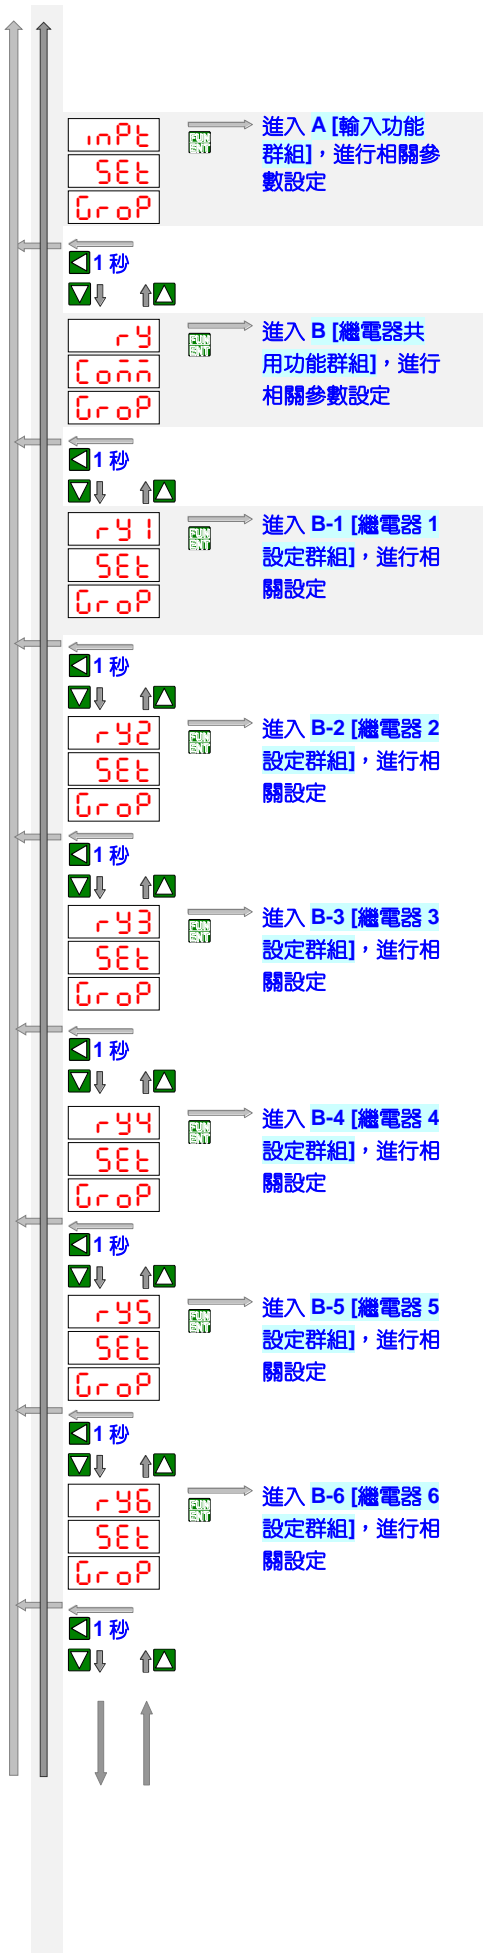 inPt
進入 A [輸入功能
FUN
ENT
群組]，進行相關參
SEt
數設定
GroP
1 秒
rY
進入 B [繼電器共
FUN
ENT
用功能群組]，進行
Comm
相關參數設定
GroP
1 秒
rY1
進入 B-1 [繼電器 1
FUN
ENT
設定群組]，進行相
SEt
關設定
GroP
1 秒
rY2
進入 B-2 [繼電器 2
FUN
ENT
設定群組]，進行相
SEt
關設定
GroP
1 秒
rY3
進入 B-3 [繼電器 3
FUN
ENT
設定群組]，進行相
SEt
關設定
GroP
1 秒
rY4
進入 B-4 [繼電器 4
FUN
ENT
設定群組]，進行相
SEt
關設定
GroP
1 秒
rY5
進入 B-5 [繼電器 5
FUN
ENT
設定群組]，進行相
SEt
關設定
GroP
1 秒
rY6
進入 B-6 [繼電器 6
FUN
ENT
設定群組]，進行相
SEt
關設定
GroP
1 秒